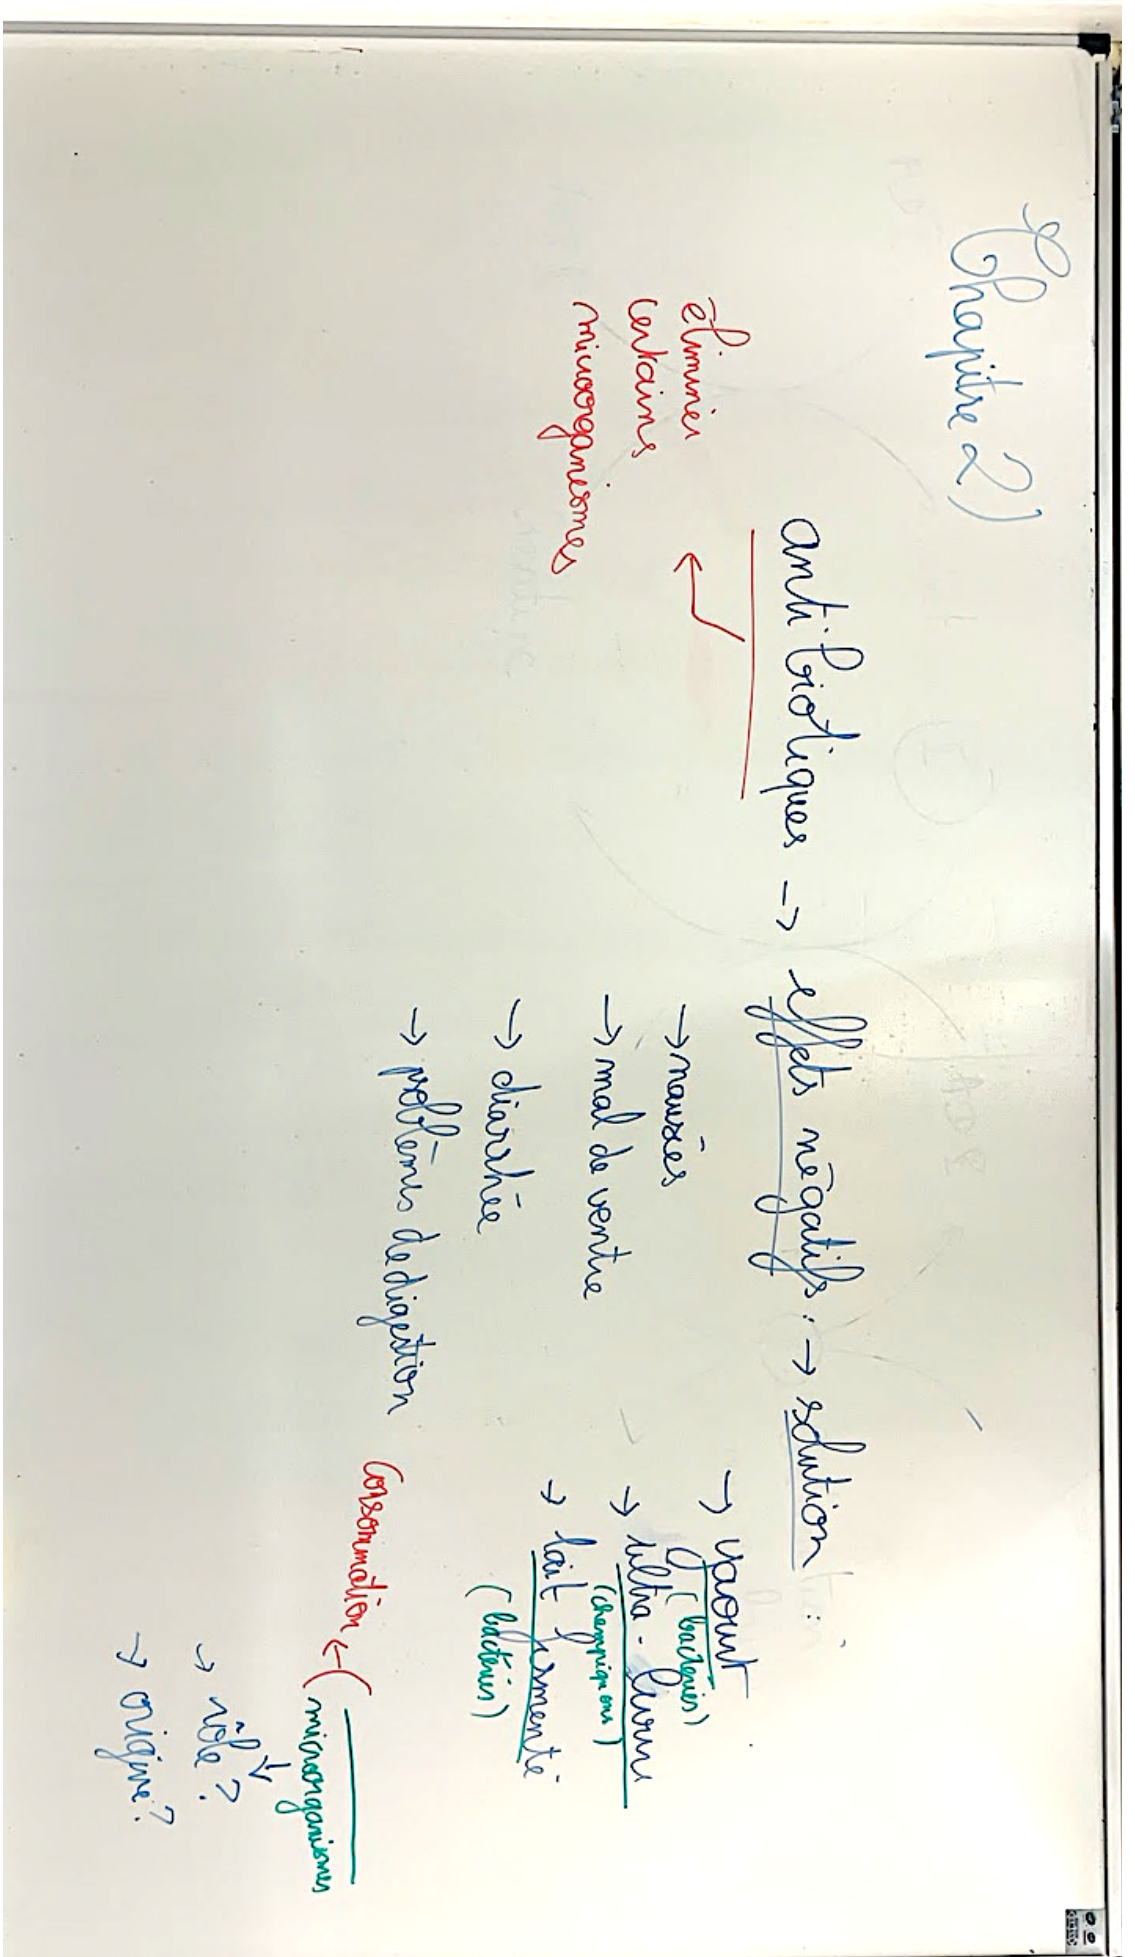 Chapitre 2)
antibiotiques -> effets négatifs : -> solution
éliminer
certains
microorganismes
-> nausées
-> mal de ventre
-> diarrhée
-> problèmes de digestion
-> yaourt
(bactéries)
-> ultra-levure
(champignons)
-> lait fermenté
(bactéries)
Consommation <- ( microorganismes
-> rôle ?
-> origine ?